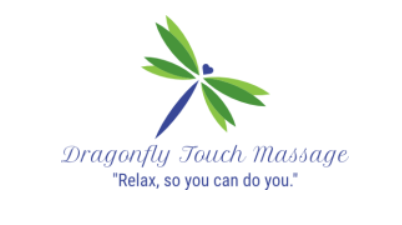 Dragonfly Touch Massage
"Relax, so you can do you."